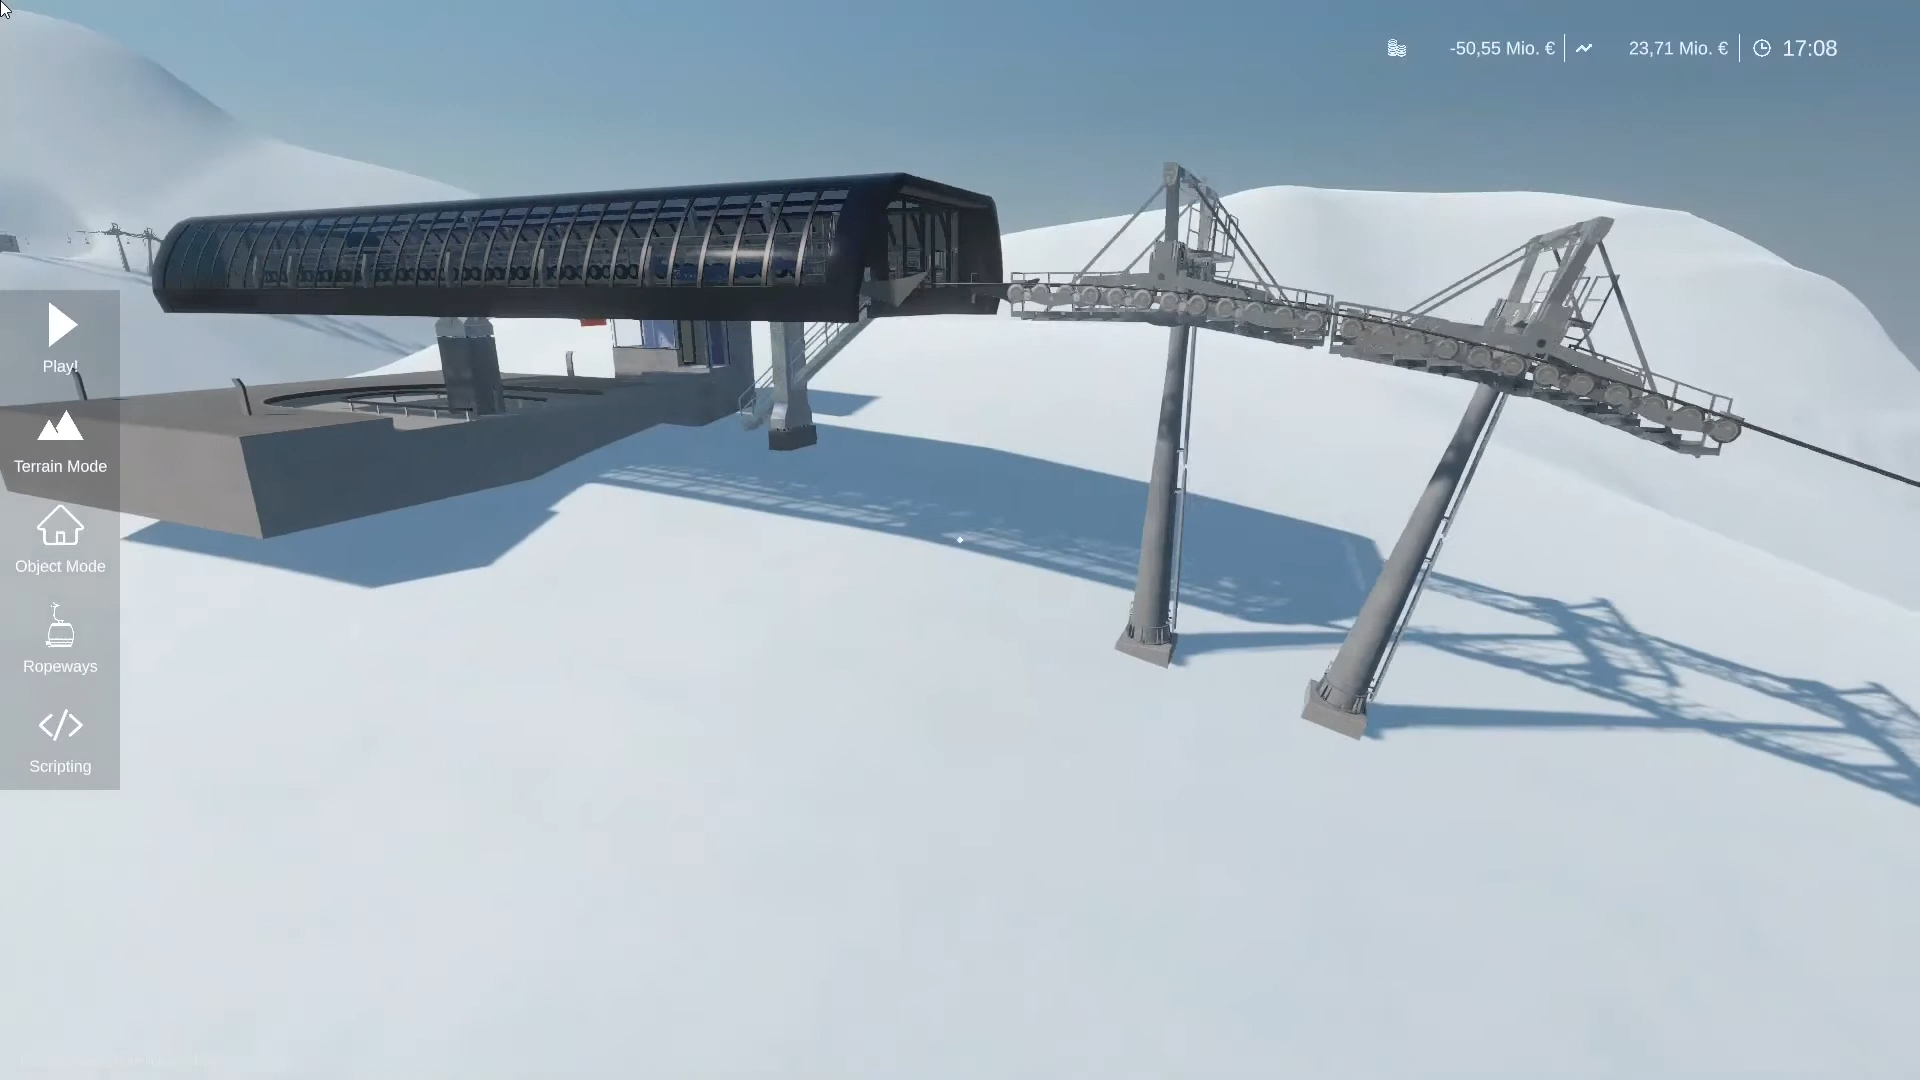 -50,55 Mio. €
23,71 Mio. €
17:08
Play!
Terrain Mode
Object Mode
Ropeways
Scripting